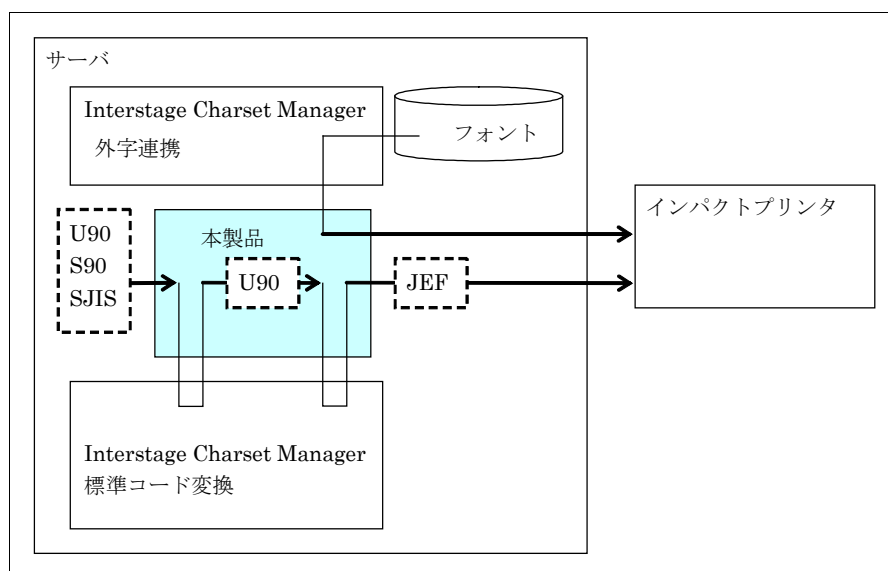 サーバ
Interstage Charset Manager
外字連携
フォント
インパクトプリンタ
U90
S90
SJIS
本製品
U90
JEF
Interstage Charset Manager
標準コード変換